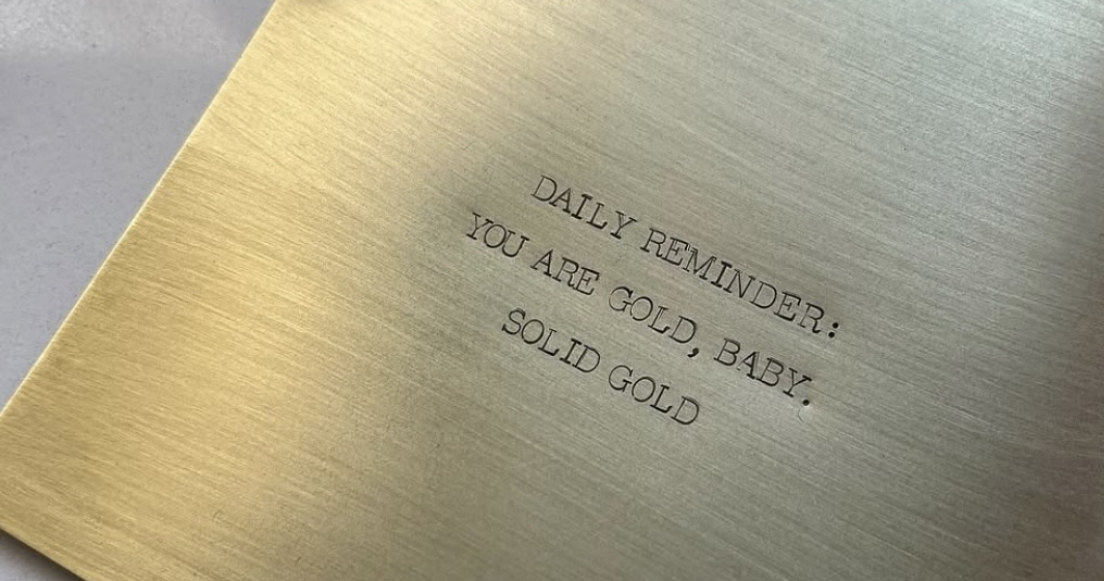 DAILY REMINDER:
YOU ARE GOLD, BABY.
SOLID GOLD